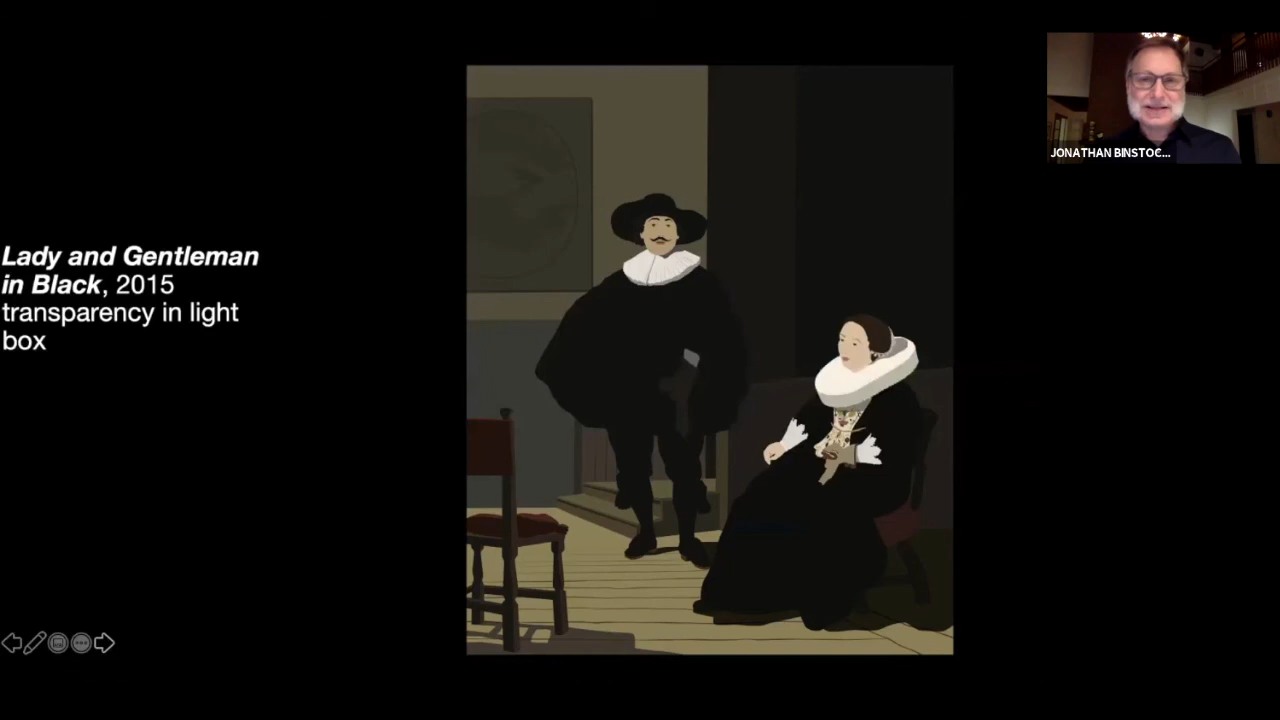 JONATHAN BINSTOC...
Lady and Gentleman
in Black, 2015
transparency in light
box